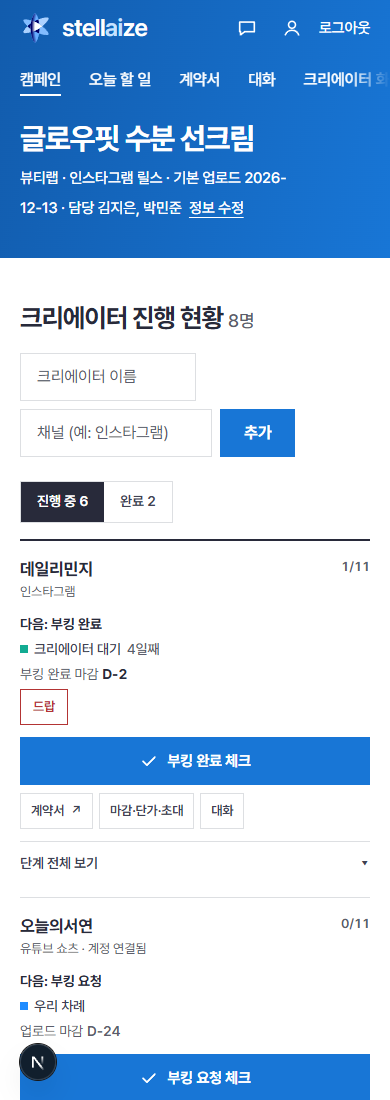 stellaize
로그아웃
캠페인 오늘 할 일 계약서 대화 크리에이터
글로우핏 수분 선크림
뷰티랩 · 인스타그램 릴스 · 기본 업로드 2026-
12-13 · 담당 김지은, 박민준 정보 수정
크리에이터 진행 현황 8명
크리에이터 이름
채널 (예: 인스타그램) 추가
진행 중 6 완료 2
데일리민지 1/11
인스타그램
다음: 부킹 완료
크리에이터 대기 4일째
부킹 완료 마감 D-2
드랍
부킹 완료 체크
계약서 ↗ 마감·단가·초대 대화
단계 전체 보기
오늘의서연 0/11
유튜브 쇼츠 · 계정 연결됨
다음: 부킹 요청
우리 차례
업로드 마감 D-24
N
부킹 요청 체크